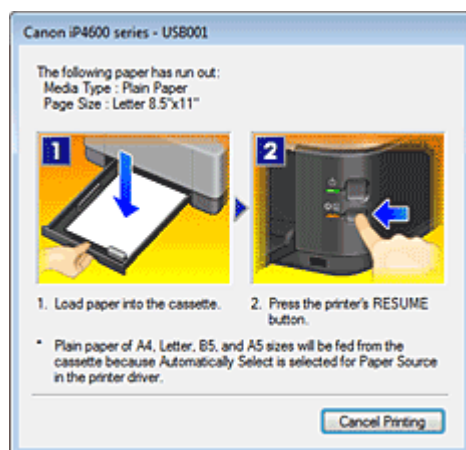 Canon iP4600 series - USB001
The following paper has run out:
Media Type : Plain Paper
Page Size : Letter 8.5"x11"
1
2
1. Load paper into the cassette.
2. Press the printer's RESUME
button.
* Plain paper of A4, Letter, B5, and A5 sizes will be fed from the
cassette because Automatically Select is selected for Paper Source
in the printer driver.
Cancel Printing